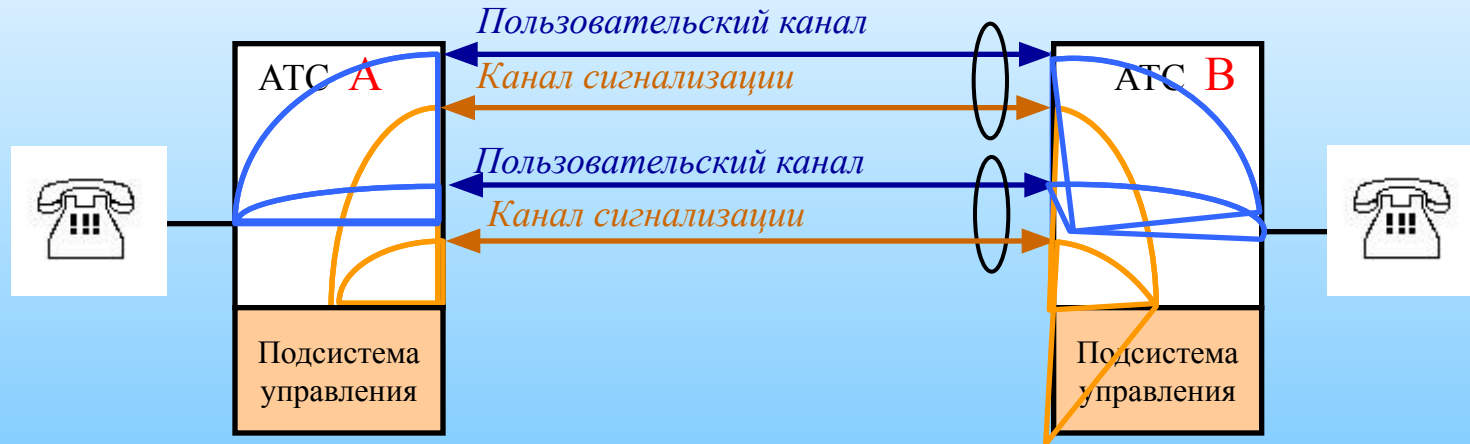 Пользовательский канал
АТС А
Канал сигнализации
АТС В
Пользовательский канал
Канал сигнализации
Подсистема
управления
Подсистема
управления